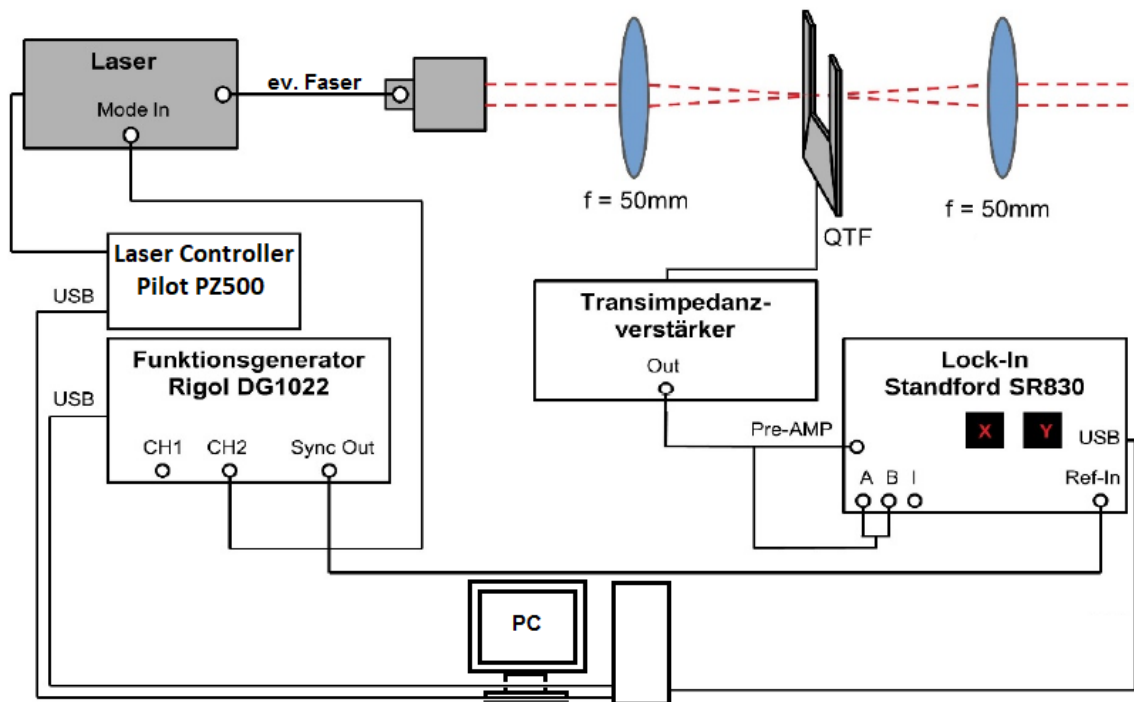 Laser
ev. Faser
Mode In
f = 50mm
f = 50mm
QTF
Laser Controller
Pilot PZ500
USB
Transimpedanz-
verstärker
Out
Funktionsgenerator
Rigol DG1022
USB
CH1 CH2 Sync Out
Lock-In
Standford SR830
Pre-AMP
X Y
USB
A B I
Ref-In
PC